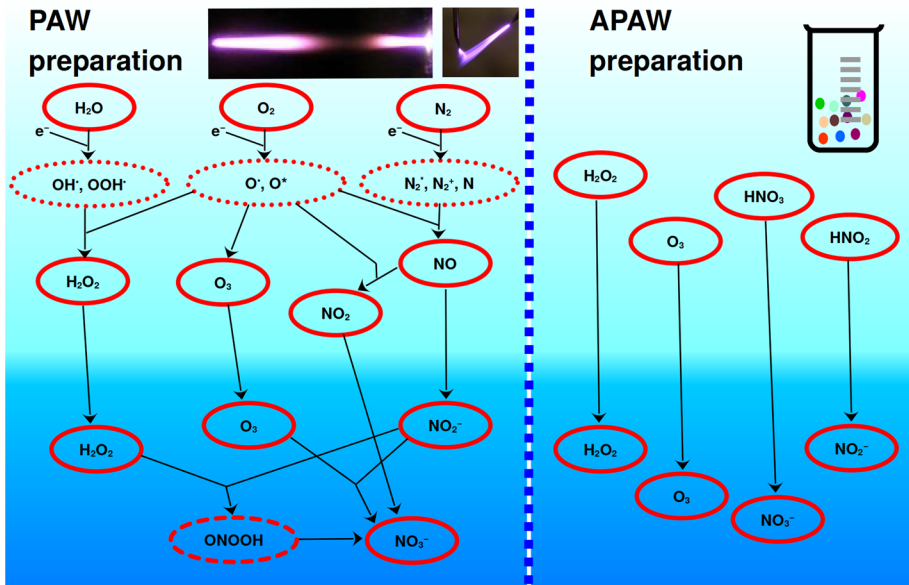 PAW
preparation
APAW
preparation
H₂O
O₂
N₂
e⁻
e⁻
e⁻
OH˙, OOH˙
O˙, O*
N₂*, N₂⁺, N
H₂O₂
O₃
NO
NO₂
H₂O₂
O₃
NO₂⁻
ONOOH
NO₃⁻
H₂O₂
HNO₃
O₃
HNO₂
H₂O₂
NO₂⁻
O₃
NO₃⁻